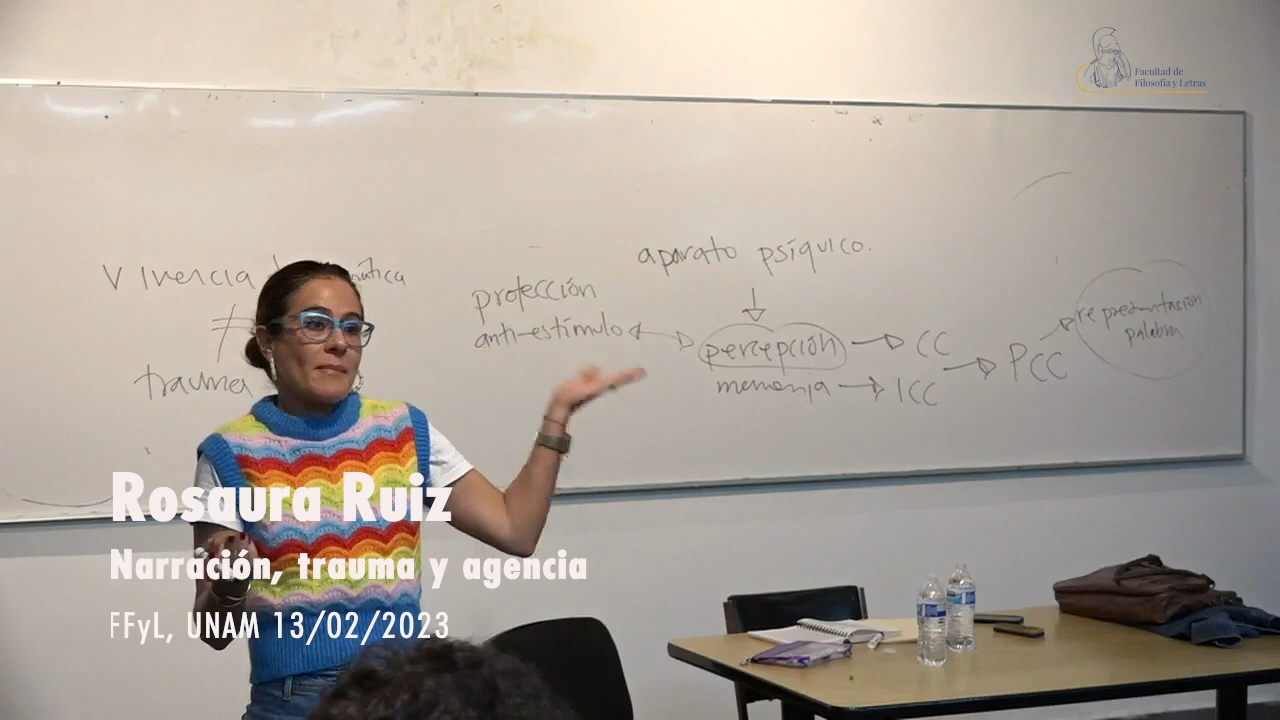 Facultad de
Filosofía y Letras
aparato psíquico.
Vivencia
protección
anti-estímulo
≠
percepción
CC
representación
palabra
PCC
trauma
memoria
ICC
Rosaura Ruiz
Narración, trauma y agencia
FFyL, UNAM 13/02/2023